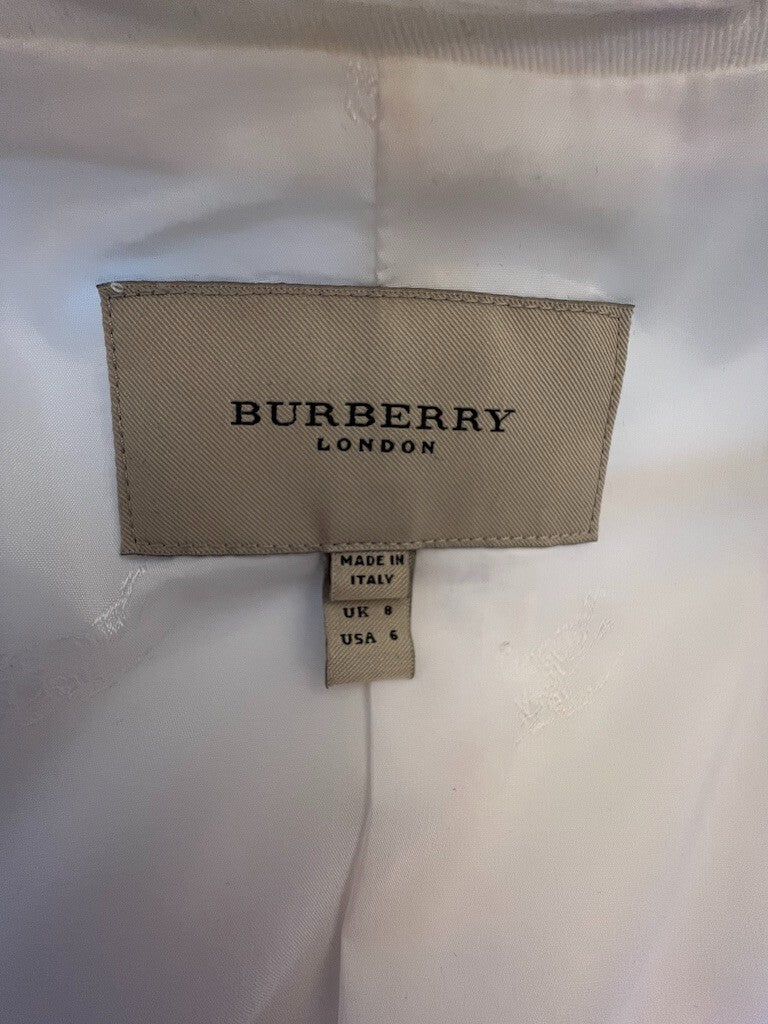 BURBERRY
LONDON
MADE IN
ITALY
UK 8
USA 6